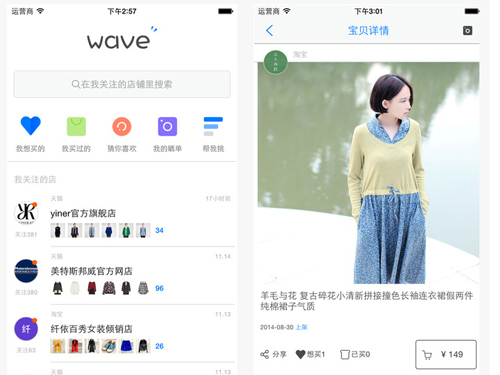 运营商
下午2:57
wave
在我关注的店铺里搜索
我想买的
我买过的
猜你喜欢
我的晒单
帮我挑
我关注的店
天猫
17小时前
yiner官方旗舰店
关注381
34
天猫
11.14
美特斯邦威官方网店
关注380
96
淘宝
11.13
纤
纤依百秀女装倾销店
关注63
26
运营商
下午3:01
宝贝详情
淘宝
羊毛与花 复古碎花小清新拼接撞色长袖连衣裙假两件
纯棉裙子气质
2014-08-30 上架
分享
想买1
已买0
¥ 149